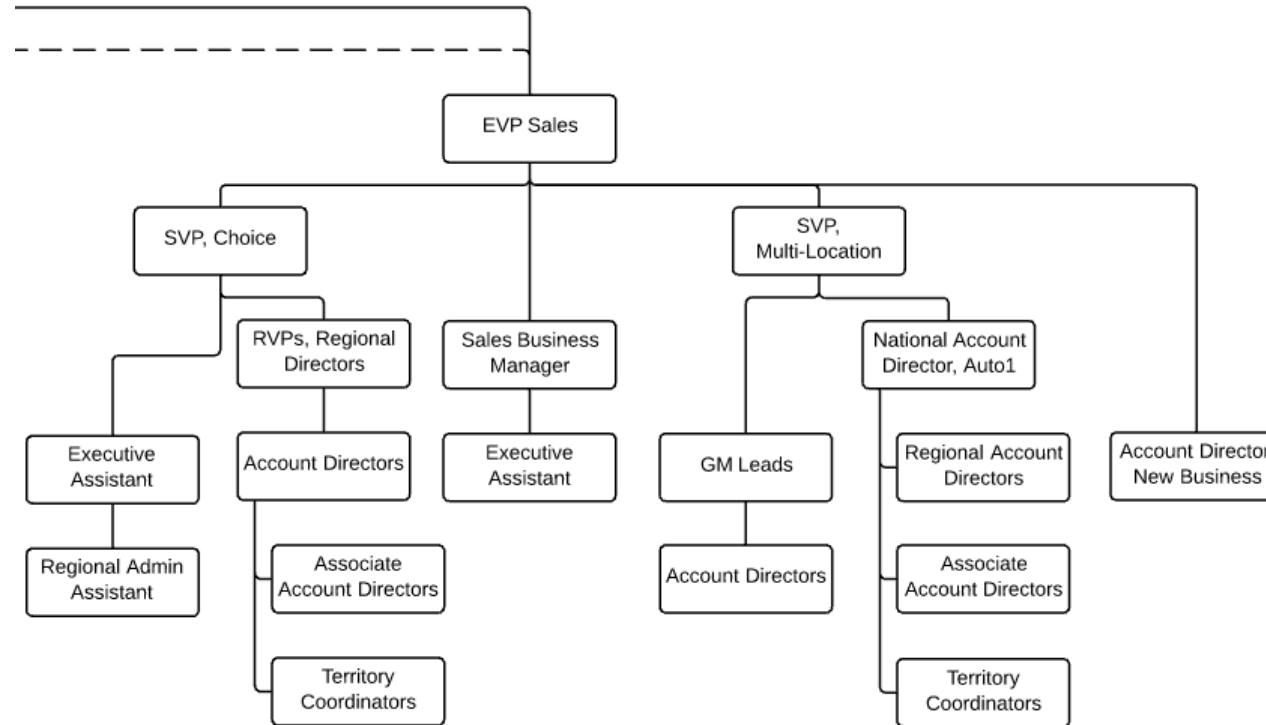 EVP Sales
SVP, Choice
SVP,
Multi-Location
RVPs, Regional
Directors
Sales Business
Manager
National Account
Director, Auto1
Executive
Assistant
Account Directors
Executive
Assistant
GM Leads
Regional Account
Directors
Account Director
New Business
Regional Admin
Assistant
Associate
Account Directors
Account Directors
Associate
Account Directors
Territory
Coordinators
Territory
Coordinators